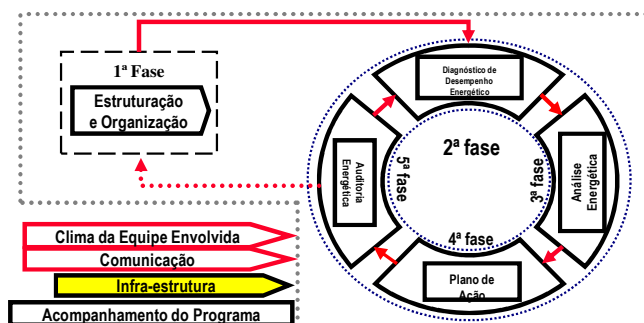 1ª Fase
Estruturação
e Organização
Diagnóstico de
Desempenho
Energético
2ª fase
3ª fase
Análise
Energética
4ª fase
Plano de
Ação
5ª fase
Auditoria
Energética
Clima da Equipe Envolvida
Comunicação
Infra-estrutura
Acompanhamento do Programa